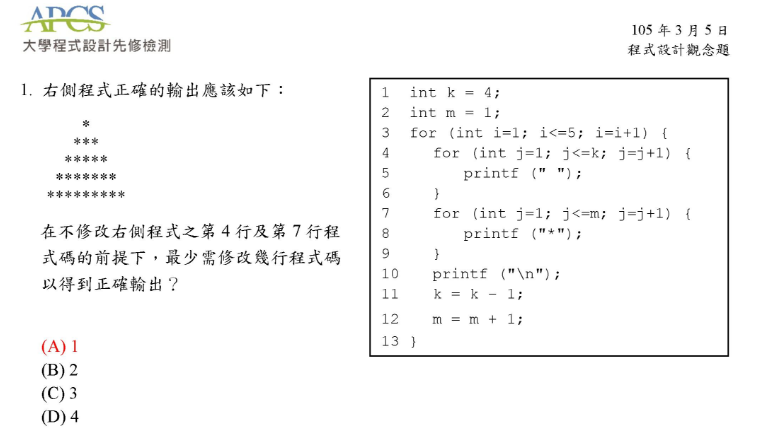 APCS
大學程式設計先修檢測
105 年 3 月 5 日
程式設計觀念題
1. 右側程式正確的輸出應該如下：
*
***
*****
*******
*********
在不修改右側程式之第 4 行及第 7 行程
式碼的前提下，最少需修改幾行程式碼
以得到正確輸出？
(A) 1
(B) 2
(C) 3
(D) 4
1 int k = 4;
2 int m = 1;
3 for (int i=1; i<=5; i=i+1) {
4 for (int j=1; j<=k; j=j+1) {
5 printf (" ");
6 }
7 for (int j=1; j<=m; j=j+1) {
8 printf ("*");
9 }
10 printf ("\n");
11 k = k – 1;
12 m = m + 1;
13 }